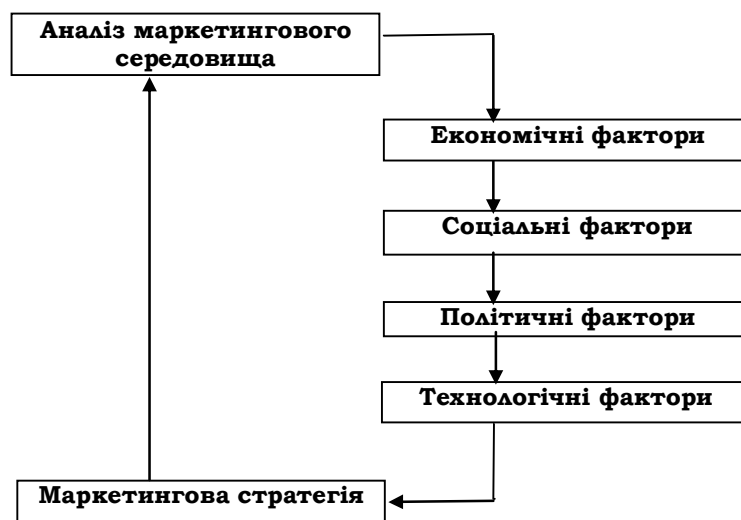 Аналіз маркетингового
середовища
Економічні фактори
Соціальні фактори
Політичні фактори
Технологічні фактори
Маркетингова стратегія